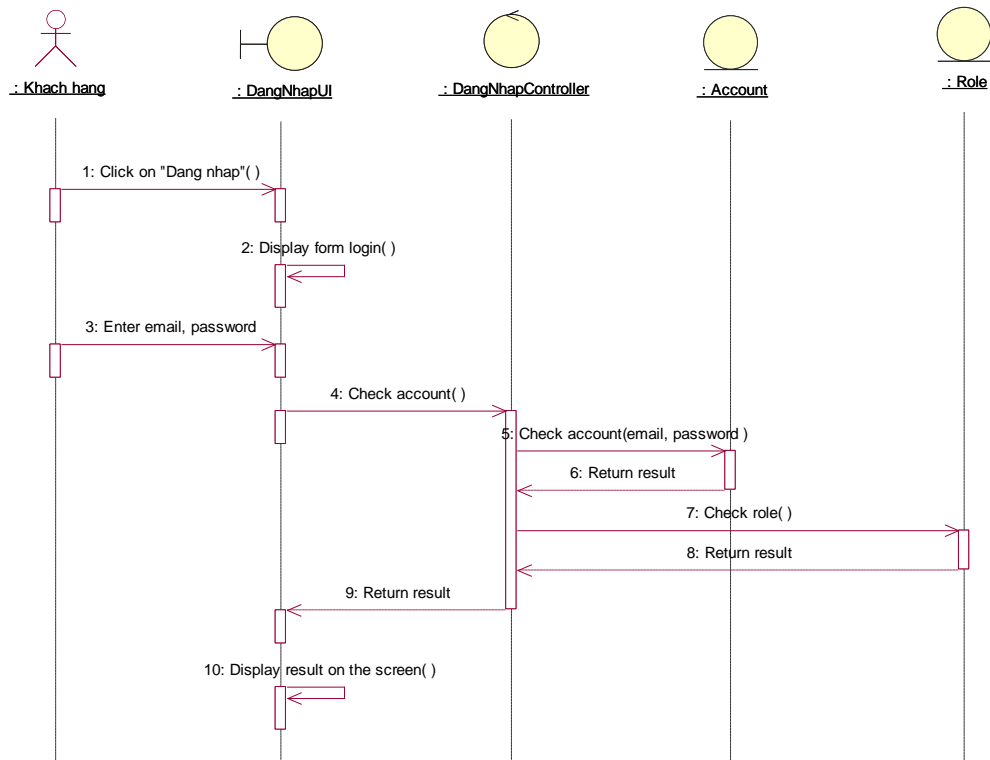 : Khach hang
: DangNhapUI
: DangNhapController
: Account
: Role
1: Click on "Dang nhap"( )
2: Display form login( )
3: Enter email, password
4: Check account( )
5: Check account(email, password )
6: Return result
7: Check role( )
8: Return result
9: Return result
10: Display result on the screen( )